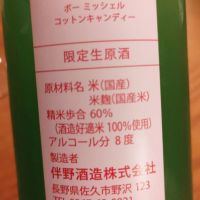 ボー ミッシェル
コットンキャンディー
限定生原酒
原材料名 米(国産)
米麹(国産米)
精米歩合 60%
(酒造好適米 100%使用)
アルコール分 8 度
製造者
伴野酒造株式会社
長野県佐久市野沢 123